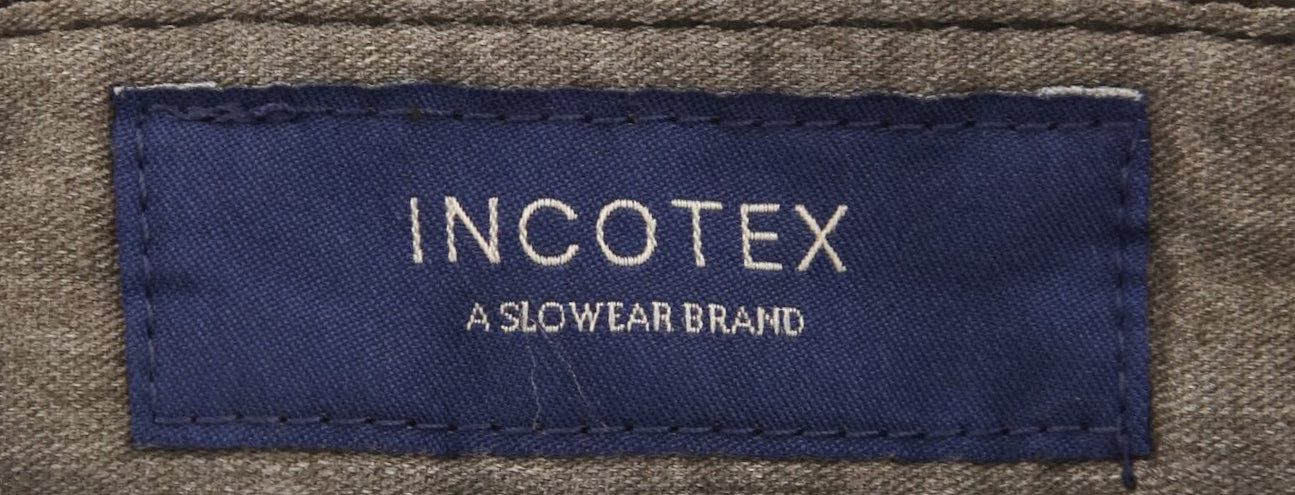 INCOTEX
A SLOWEAR BRAND